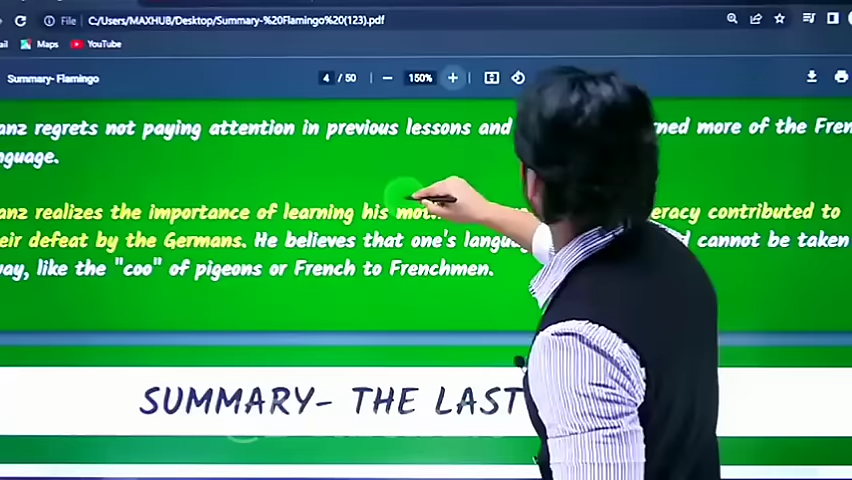 File C:/Users/MAXHUB/Desktop/Summary-%20Flamingo%20(123).pdf
ail Maps YouTube
Summary- Flamingo 4 / 50 150%
anz regrets not paying attention in previous lessons and rned more of the Fren
nguage.
anz realizes the importance of learning his mot eracy contributed to
eir defeat by the Germans. He believes that one's langu d cannot be taken
way, like the "coo" of pigeons or French to Frenchmen.
SUMMARY- THE LAST